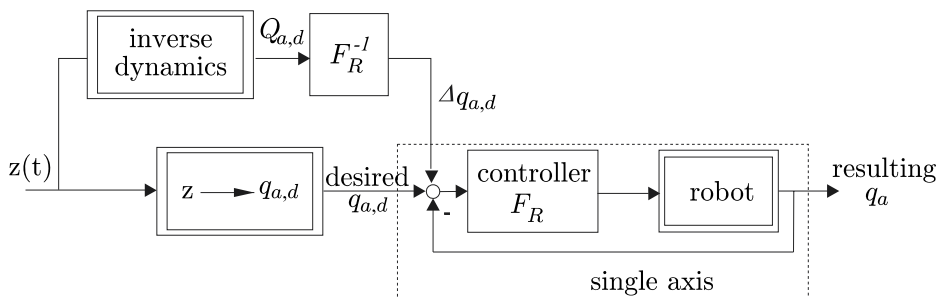 inverse
dynamics
Q_{a,d}
F_R^{-1}
Δq_{a,d}
z(t)
z → q_{a,d}
desired
q_{a,d}
-
controller
F_R
robot
resulting
q_a
single axis